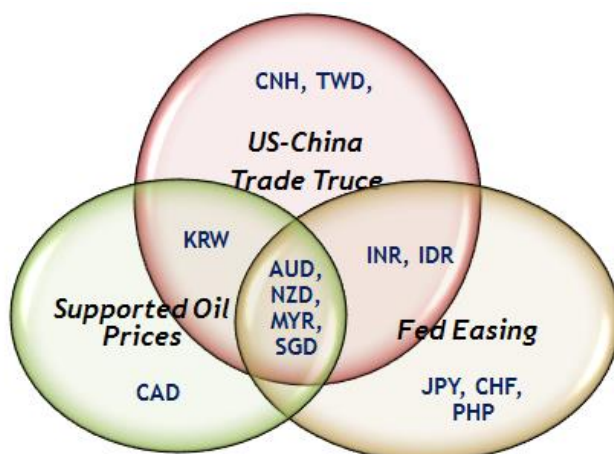 CNH, TWD,
US-China
Trade Truce
KRW
INR, IDR
AUD,
NZD,
MYR,
SGD
Supported Oil
Prices
Fed Easing
CAD
JPY, CHF,
PHP